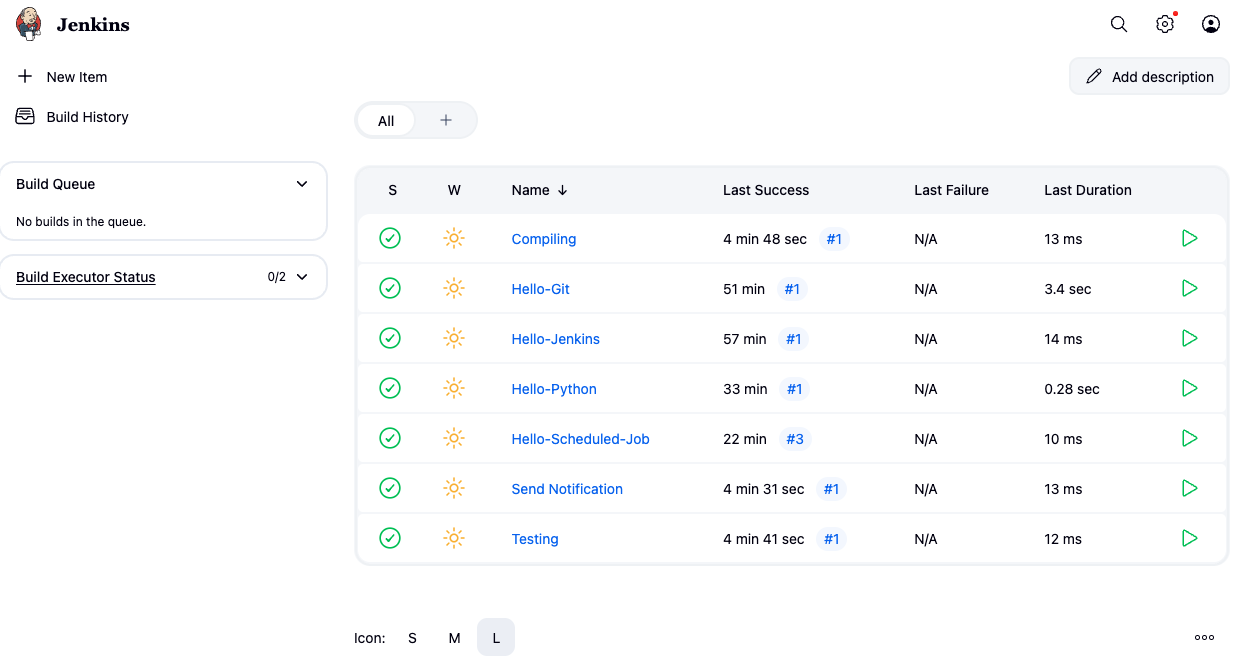 Jenkins
New Item
Build History
Add description
All
Build Queue
No builds in the queue.
Build Executor Status 0/2
S W Name ↓ Last Success Last Failure Last Duration
Compiling 4 min 48 sec #1 N/A 13 ms
Hello-Git 51 min #1 N/A 3.4 sec
Hello-Jenkins 57 min #1 N/A 14 ms
Hello-Python 33 min #1 N/A 0.28 sec
Hello-Scheduled-Job 22 min #3 N/A 10 ms
Send Notification 4 min 31 sec #1 N/A 13 ms
Testing 4 min 41 sec #1 N/A 12 ms
Icon: S M L